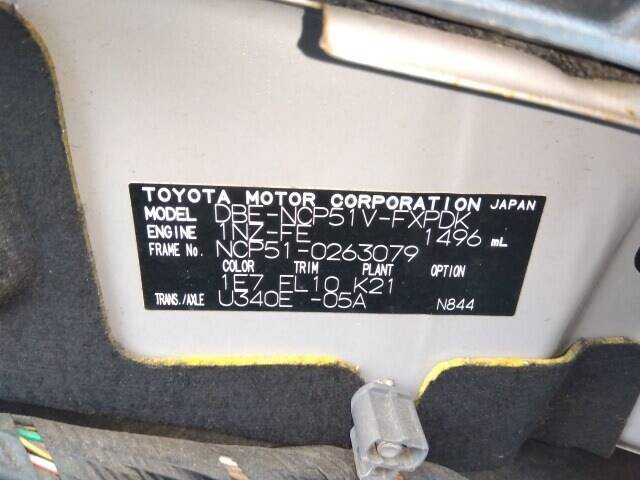 TOYOTA MOTOR CORPORATION JAPAN
MODEL DBE-NCP51V-FXPDK
ENGINE 1NZ-FE 1496 mL
FRAME No. NCP51-0263079
COLOR TRIM PLANT OPTION
1E7 EL10 K21
TRANS./AXLE U340E -05A N844